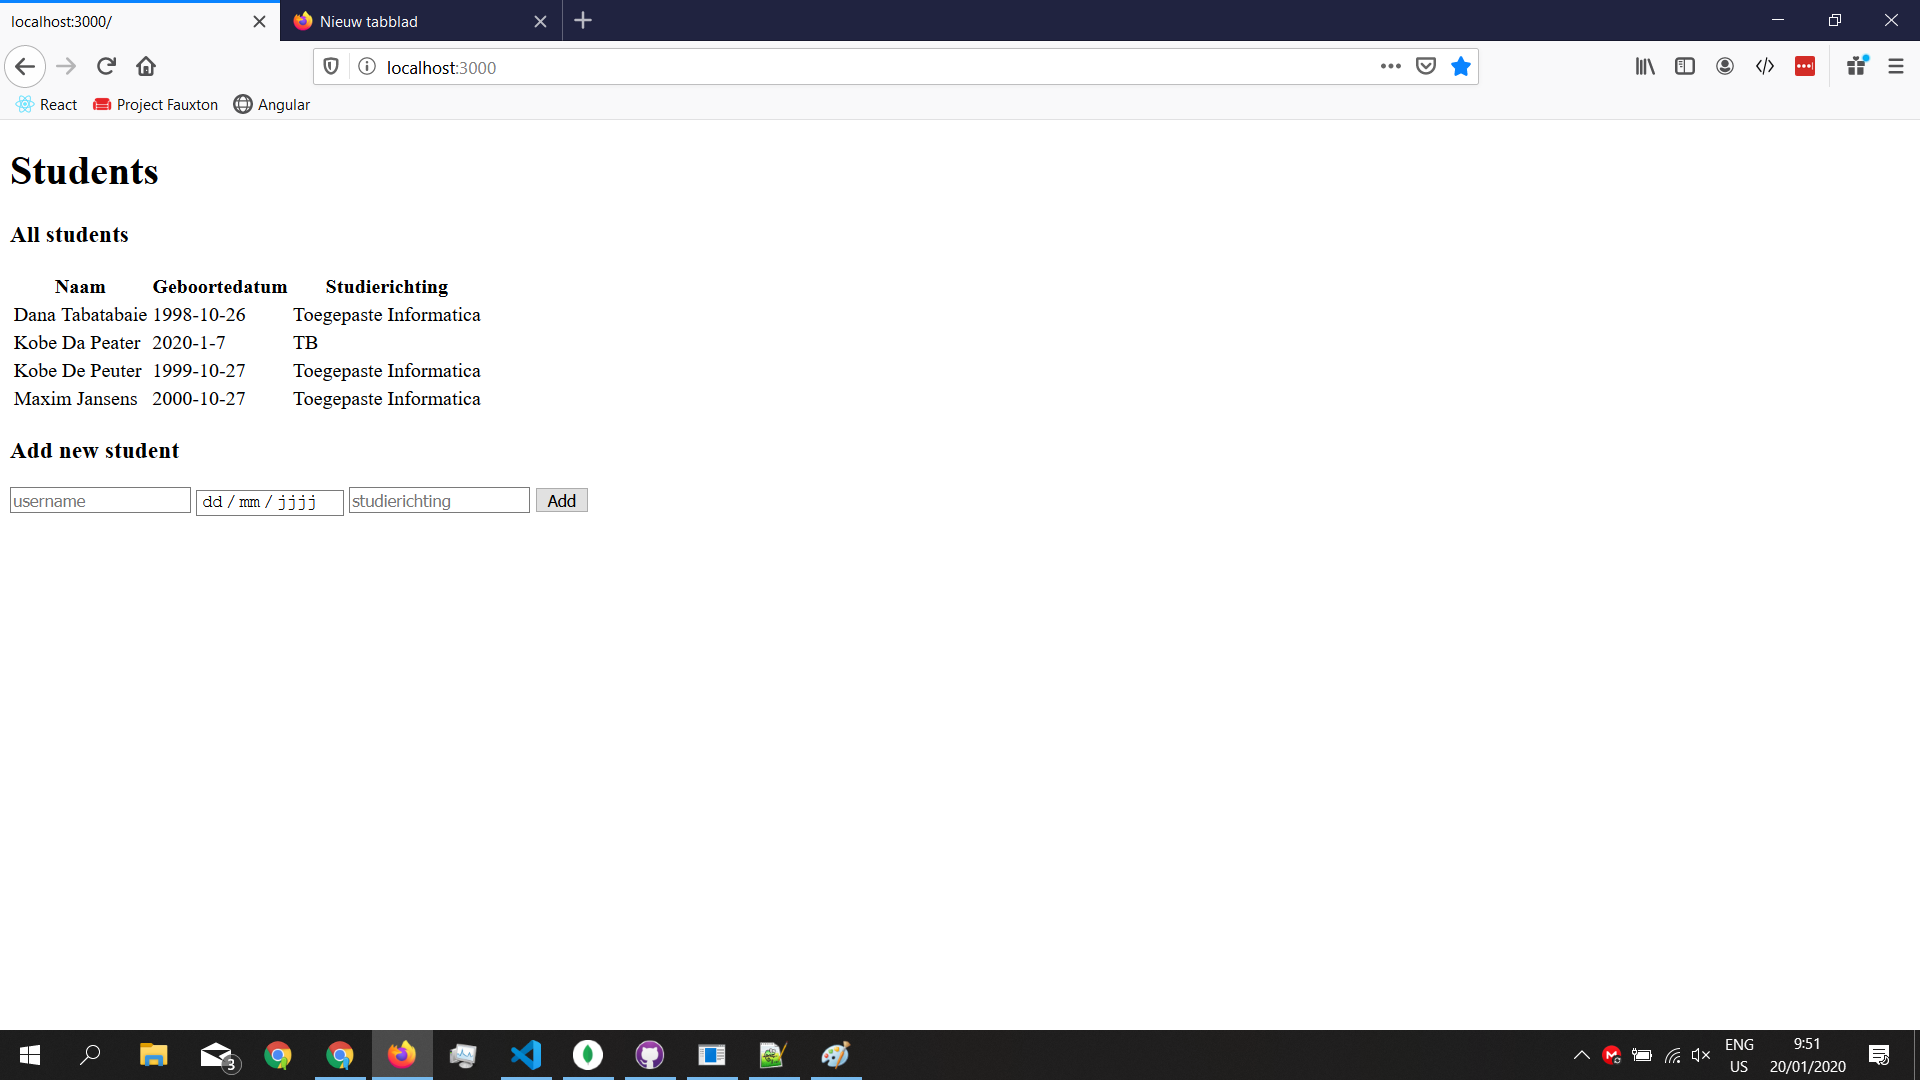 localhost:3000/
Nieuw tabblad
localhost:3000
React Project Fauxton Angular
Students
All students
Naam Geboortedatum Studierichting
Dana Tabatabaie 1998-10-26 Toegepaste Informatica
Kobe Da Peater 2020-1-7 TB
Kobe De Peuter 1999-10-27 Toegepaste Informatica
Maxim Jansens 2000-10-27 Toegepaste Informatica
Add new student
username dd / mm / jjjj studierichting Add
3
ENG
US
9:51
20/01/2020